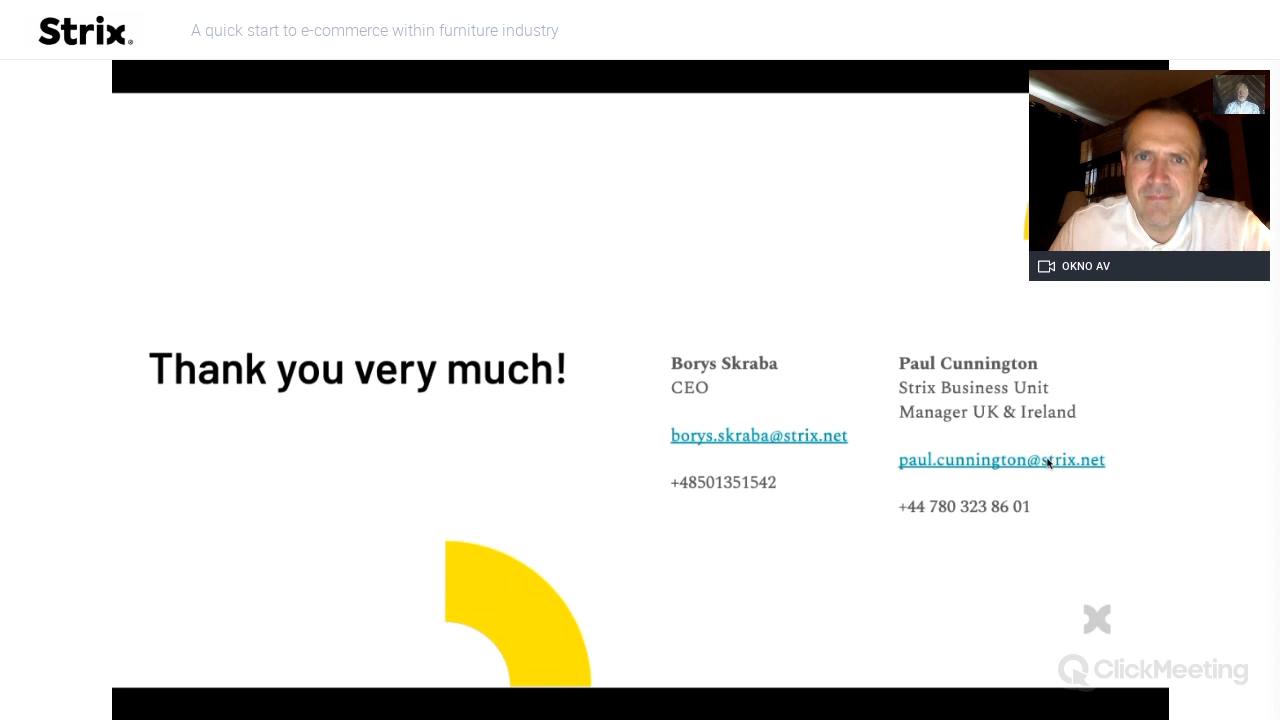 Strix®
A quick start to e-commerce within furniture industry
OKNO AV
Thank you very much!
Borys Skraba
CEO
borys.skraba@strix.net
+48501351542
Paul Cunnington
Strix Business Unit
Manager UK & Ireland
paul.cunnington@strix.net
+44 780 323 86 01
ClickMeeting